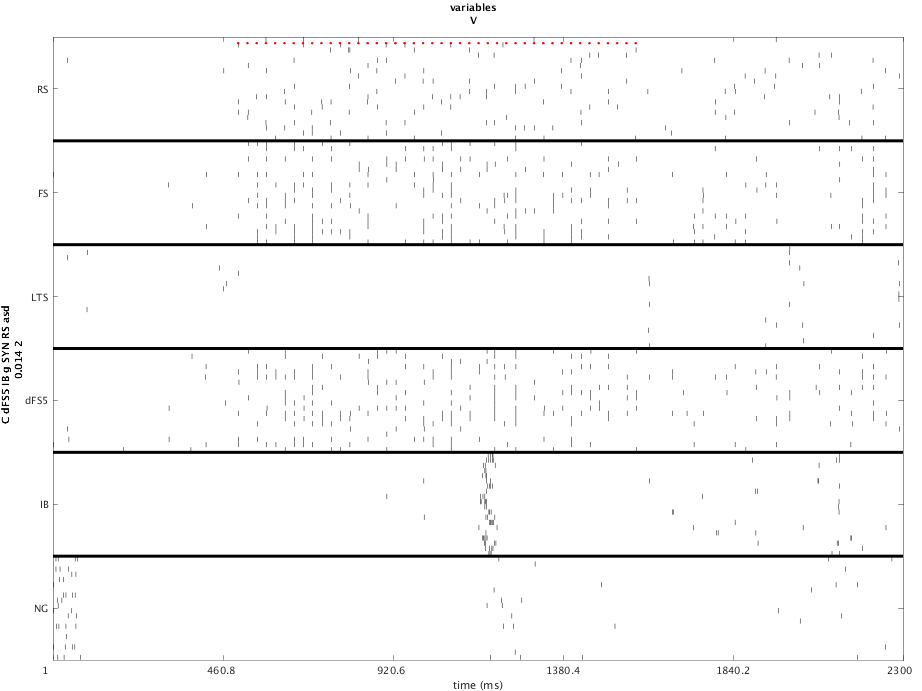 variables
V
RS
FS
LTS
dFS5
IB
NG
C dFS5 IB g SYN RS asd
0.014 2
1
460.8
920.6
1380.4
1840.2
2300
time (ms)